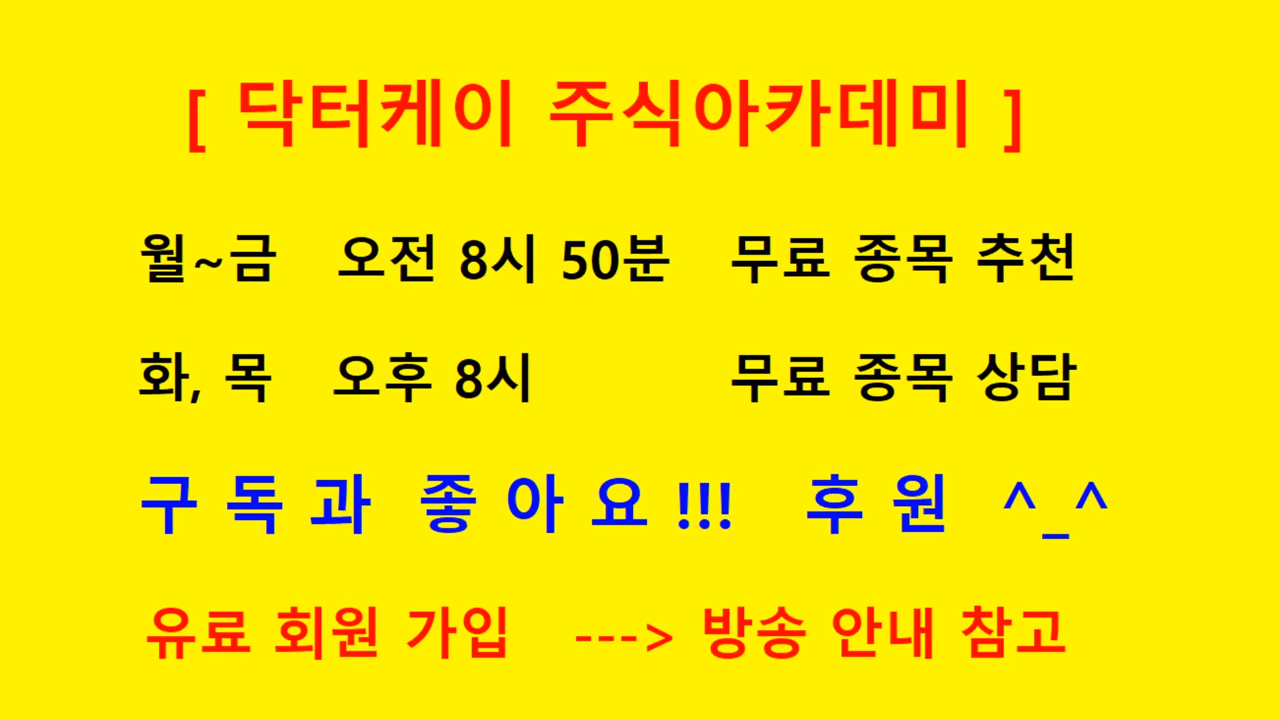 [ 닥터케이 주식아카데미 ]
월~금 오전 8시 50분 무료 종목 추천
화, 목 오후 8시 무료 종목 상담
구 독 과 좋 아 요 !!! 후 원 ^_^
유료 회원 가입 ---> 방송 안내 참고